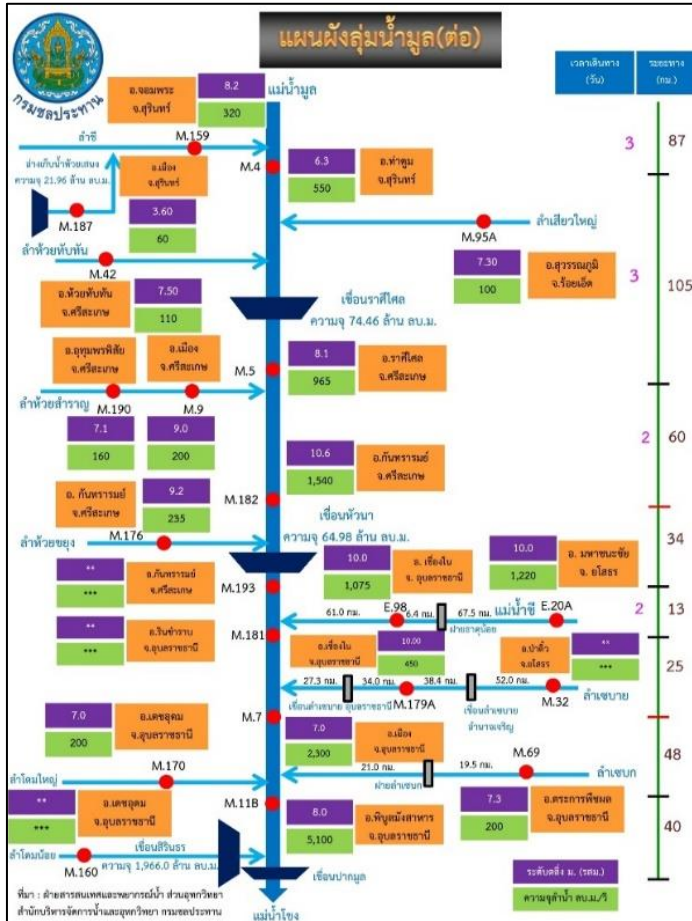 แผนผังลุ่มน้ำมูล(ต่อ)
กรมชลประทาน
เวลาเดินทาง
(วัน)
ระยะทาง
(กม.)
อ.จอมพระ
จ.สุรินทร์
8.2
320
แม่น้ำมูล
M.159
ลำชี
อ่างเก็บน้ำห้วยเสนง
ความจุ 21.96 ล้าน ลบ.ม.
อ.เมือง
จ.สุรินทร์
3.60
60
M.187
M.4
6.3
550
อ.ท่าตูม
จ.สุรินทร์
3
87
ลำเสียวใหญ่
M.95A
7.30
100
อ.สุวรรณภูมิ
จ.ร้อยเอ็ด
3
105
ลำห้วยทับทัน
M.42
อ.ห้วยทับทัน
จ.ศรีสะเกษ
7.50
110
เขื่อนราศีไศล
ความจุ 74.46 ล้าน ลบ.ม.
อ.อุทุมพรพิสัย
จ.ศรีสะเกษ
อ.เมือง
จ.ศรีสะเกษ
M.5
8.1
965
อ.ราศีไศล
จ.ศรีสะเกษ
ลำห้วยสำราญ
M.190
M.9
7.1
160
9.0
200
2
60
10.6
1,540
อ.กันทรารมย์
จ.ศรีสะเกษ
M.182
อ. กันทรารมย์
จ.ศรีสะเกษ
9.2
235
M.176
ลำห้วยขยุง
เขื่อนหัวนา
ความจุ 64.98 ล้าน ลบ.ม.
34
10.0
1,075
อ. เขื่องใน
จ. อุบลราชธานี
10.0
1,220
อ. มหาชนะชัย
จ. ยโสธร
**
***
อ.กันทรารมย์
จ.ศรีสะเกษ
M.193
61.0 กม.
E.98
6.4 กม.
67.5 กม.
แม่น้ำชี
E.20A
ฝายธาตุน้อย
2
13
**
***
อ.วารินชำราบ
จ.อุบลราชธานี
M.181
อ.เขื่องใน
จ.อุบลราชธานี
10.00
450
อ.ป่าติ้ว
จ.ยโสธร
**
***
25
27.3 กม.
34.0 กม.
38.4 กม.
52.0 กม.
ลำเซบาย
เขื่อนลำเซบาย อุบลราชธานี
M.179A
เขื่อนลำเซบาย
อำนาจเจริญ
M.32
M.7
7.0
200
อ.เดชอุดม
จ.อุบลราชธานี
7.0
2,300
อ.เมือง
จ.อุบลราชธานี
48
M.170
ลำโดมใหญ่
21.0 กม.
19.5 กม.
M.69
ลำเซบก
ฝายลำเซบก
**
***
อ.เดชอุดม
จ.อุบลราชธานี
M.11B
8.0
5,100
อ.พิบูลมังสาหาร
จ.อุบลราชธานี
7.3
200
อ.ตระการพืชผล
จ.อุบลราชธานี
40
ลำโดมน้อย
M.160
เขื่อนสิรินธร
ความจุ 1,966.0 ล้าน ลบ.ม.
เขื่อนปากมูล
แม่น้ำโขง
ระดับตลิ่ง ม. (รสม.)
ความจุลำน้ำ ลบ.ม./วิ
ที่มา : ฝ่ายสารสนเทศและพยากรณ์น้ำ ส่วนอุทกวิทยา
สำนักบริหารจัดการน้ำและอุทกวิทยา กรมชลประทาน